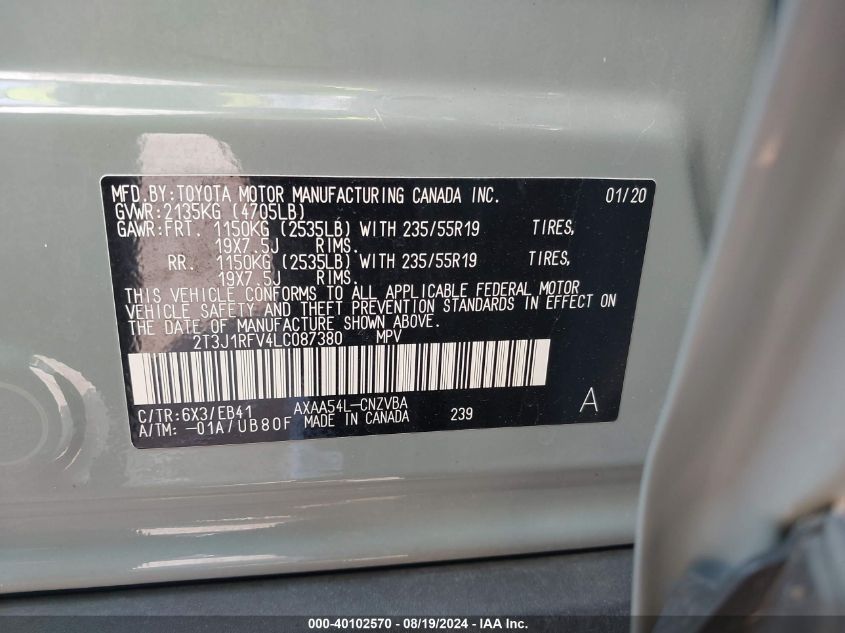 MFD.BY:TOYOTA MOTOR MANUFACTURING CANADA INC. 01/20
GVWR:2135KG (4705LB)
GAWR:FRT. 1150KG (2535LB) WITH 235/55R19 TIRES,
19X7.5J RIMS.
RR. 1150KG (2535LB) WITH 235/55R19 TIRES,
19X7.5J RIMS.
THIS VEHICLE CONFORMS TO ALL APPLICABLE FEDERAL MOTOR
VEHICLE SAFETY AND THEFT PREVENTION STANDARDS IN EFFECT ON
THE DATE OF MANUFACTURE SHOWN ABOVE.
2T3J1RFV4LC087380 MPV
C/TR:6X3/EB41 AXAA54L-CNZVBA A
A/TM: -01A/UB80F MADE IN CANADA 239
000-40102570 - 08/19/2024 - IAA Inc.